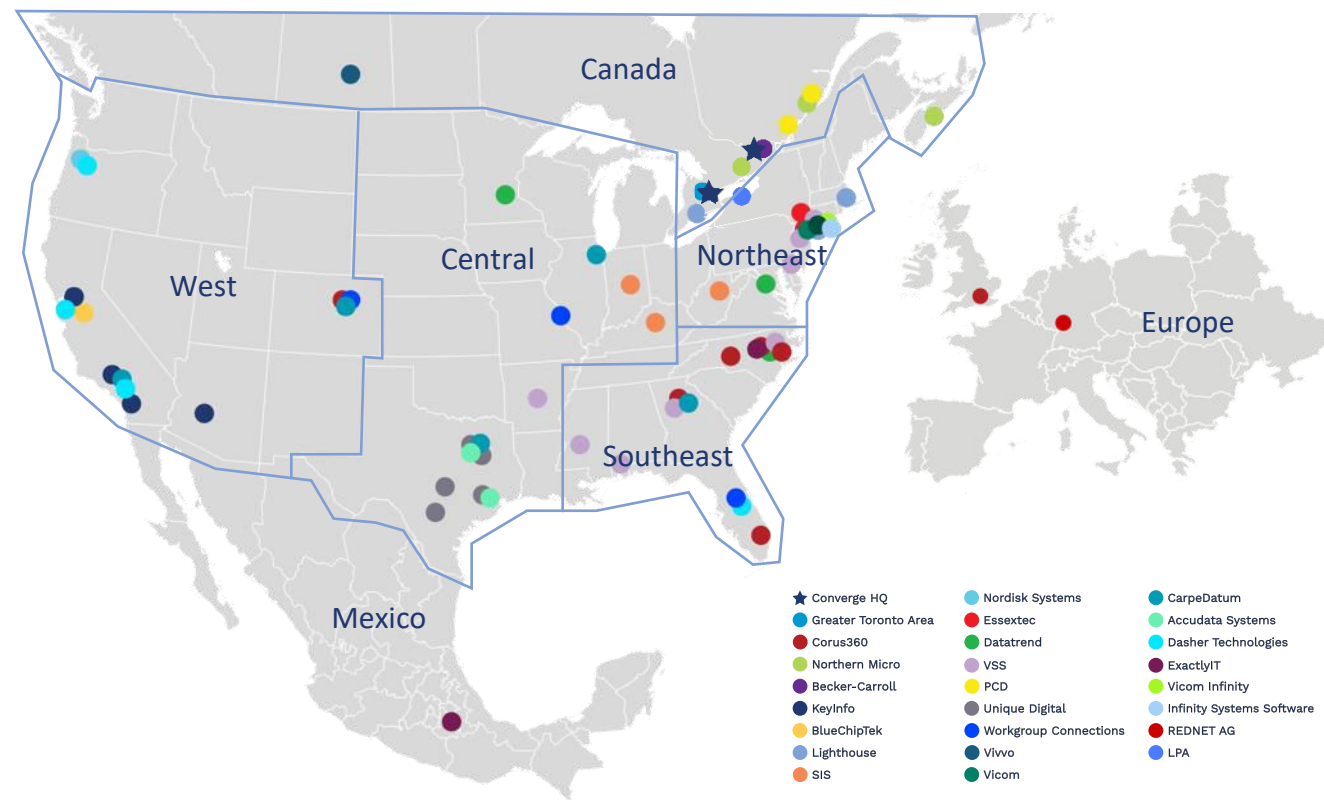 Canada
Northeast
Central
West
Europe
Southeast
Mexico
Converge HQ
Greater Toronto Area
Corus360
Northern Micro
Becker-Carroll
KeyInfo
BlueChipTek
Lighthouse
SIS
Nordisk Systems
Essextec
Datatrend
VSS
PCD
Unique Digital
Workgroup Connections
Vivvo
Vicom
CarpeDatum
Accudata Systems
Dasher Technologies
ExactlyIT
Vicom Infinity
Infinity Systems Software
REDNET AG
LPA